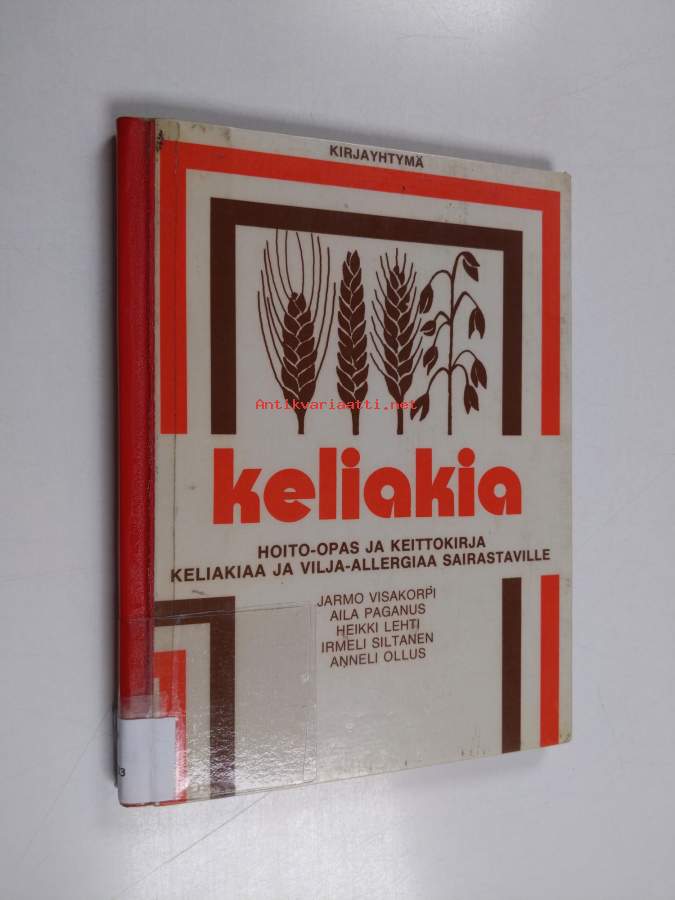 KIRJAYHTYMÄ
Antikvariaatti.net
keliakia
HOITO-OPAS JA KEITTOKIRJA
KELIAKIAA JA VILJA-ALLERGIAA SAIRASTAVILLE
JARMO VISAKORPI
AILA PAGANUS
HEIKKI LEHTI
IRMELI SILTANEN
ANNELI OLLUS
3